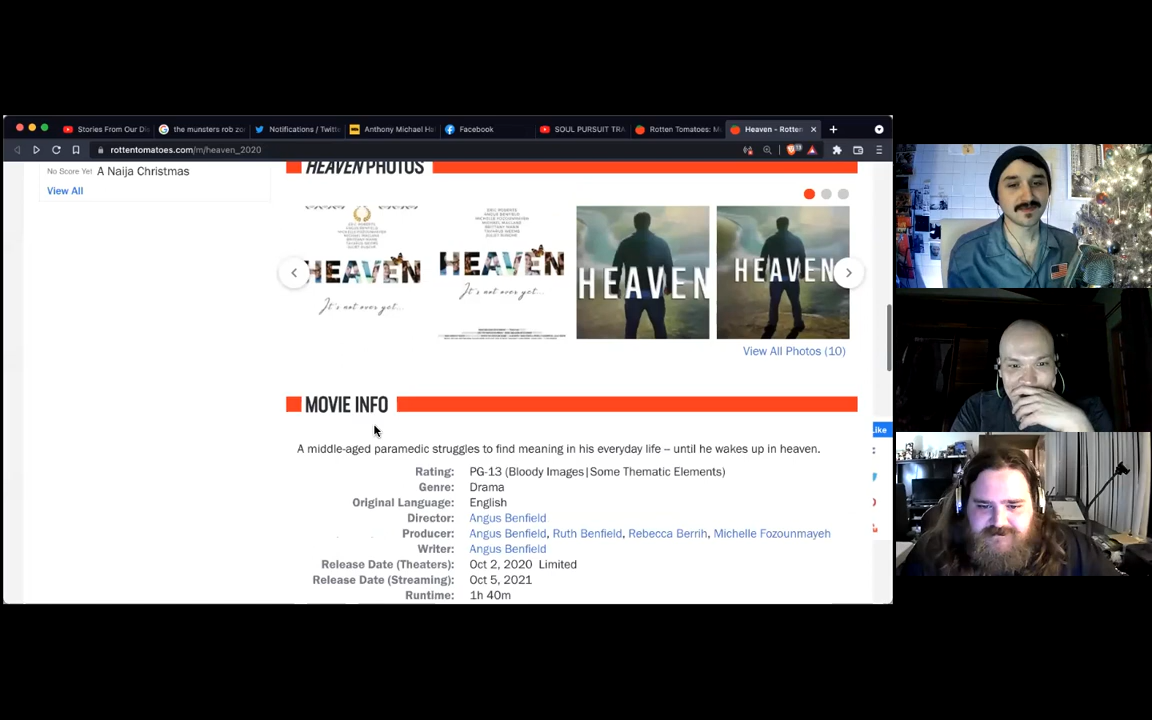 Stories From Our Di
the munsters rob zo
Notifications / Twitt
Anthony Michael Ha
Facebook
SOUL PURSUIT TRA
Rotten Tomatoes: M
Heaven - Rotten
rottentomatoes.com/m/heaven_2020
No Score Yet A Naija Christmas
View All
HEAVEN PHOTOS
HEAVEN
It's not over yet...
HEAVEN
It's not over yet...
HEAVEN
HEAVEN
View All Photos (10)
MOVIE INFO
Like
A middle-aged paramedic struggles to find meaning in his everyday life – until he wakes up in heaven.
Rating: PG-13 (Bloody Images|Some Thematic Elements)
Genre: Drama
Original Language: English
Director: Angus Benfield
Producer: Angus Benfield, Ruth Benfield, Rebecca Berrih, Michelle Fozounmayeh
Writer: Angus Benfield
Release Date (Theaters): Oct 2, 2020 Limited
Release Date (Streaming): Oct 5, 2021
Runtime: 1h 40m